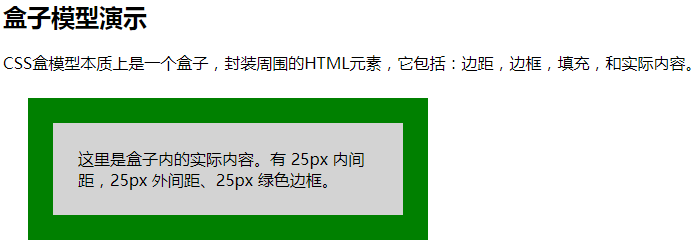 盒子模型演示
CSS盒模型本质上是一个盒子，封装周围的HTML元素，它包括：边距，边框，填充，和实际内容。
这里是盒子内的实际内容。有 25px 内间
距，25px 外间距、25px 绿色边框。